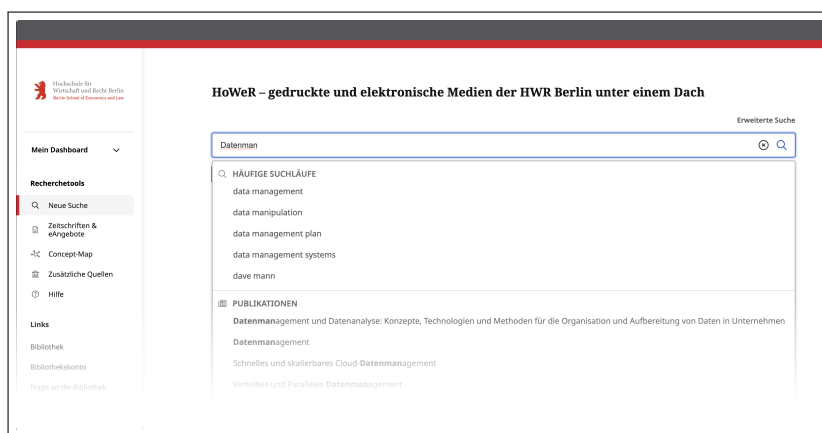 Hochschule für
Wirtschaft und Recht Berlin
Berlin School of Economics and Law
Mein Dashboard
Recherchetools
Neue Suche
Zeitschriften &
eAngebote
Concept-Map
Zusätzliche Quellen
Hilfe
Links
Bibliothek
Bibliothekskonto
Frage an die Bibliothek
HoWeR – gedruckte und elektronische Medien der HWR Berlin unter einem Dach
Erweiterte Suche
Datenman
HÄUFIGE SUCHLÄUFE
data management
data manipulation
data management plan
data management systems
dave mann
PUBLIKATIONEN
Datenmanagement und Datenanalyse: Konzepte, Technologien und Methoden für die Organisation und Aufbereitung von Daten in Unternehmen
Datenmanagement
Schnelles und skalierbares Cloud-Datenmanagement
Verteiltes und Paralleles Datenmanagement